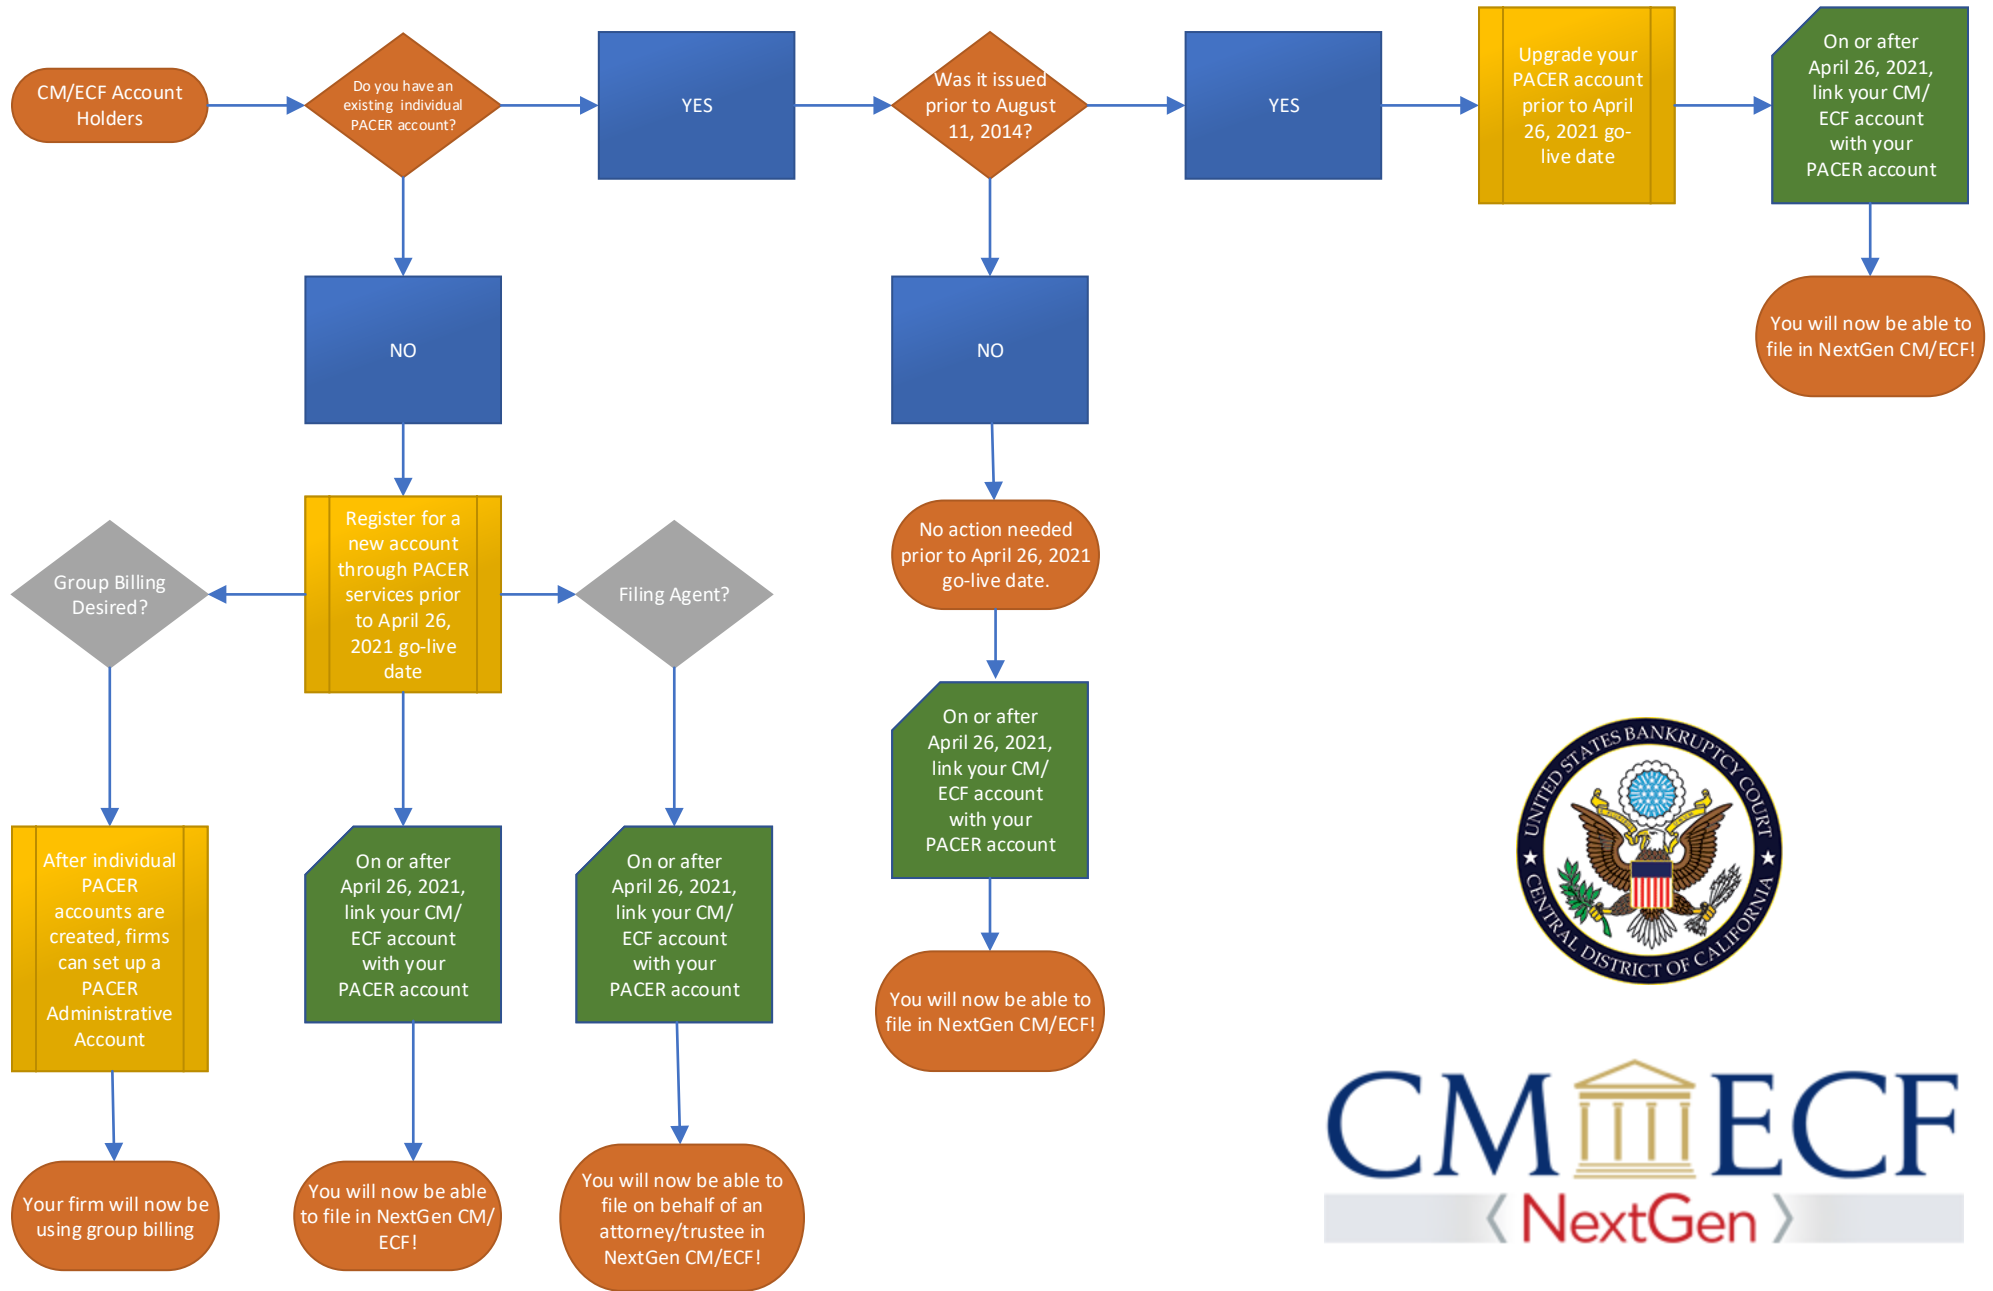 CM/ECF Account
Holders
Do you have an
existing individual
PACER account?
YES
Was it issued
prior to August
11, 2014?
YES
Upgrade your
PACER account
prior to April
26, 2021 go-
live date
On or after
April 26, 2021,
link your CM/
ECF account
with your
PACER account
You will now be able to
file in NextGen CM/ECF!
NO
NO
Group Billing
Desired?
Register for a
new account
through PACER
services prior
to April 26,
2021 go-live
date
Filing Agent?
No action needed
prior to April 26, 2021
go-live date.
On or after
April 26, 2021,
link your CM/
ECF account
with your
PACER account
You will now be able to
file in NextGen CM/ECF!
After individual
PACER
accounts are
created, firms
can set up a
PACER
Administrative
Account
On or after
April 26, 2021,
link your CM/
ECF account
with your
PACER account
On or after
April 26, 2021,
link your CM/
ECF account
with your
PACER account
Your firm will now be
using group billing
You will now be able
to file in NextGen CM/
ECF!
You will now be able to
file on behalf of an
attorney/trustee in
NextGen CM/ECF!
UNITED STATES BANKRUPTCY COURT
CENTRAL DISTRICT OF CALIFORNIA
CM ECF
NextGen